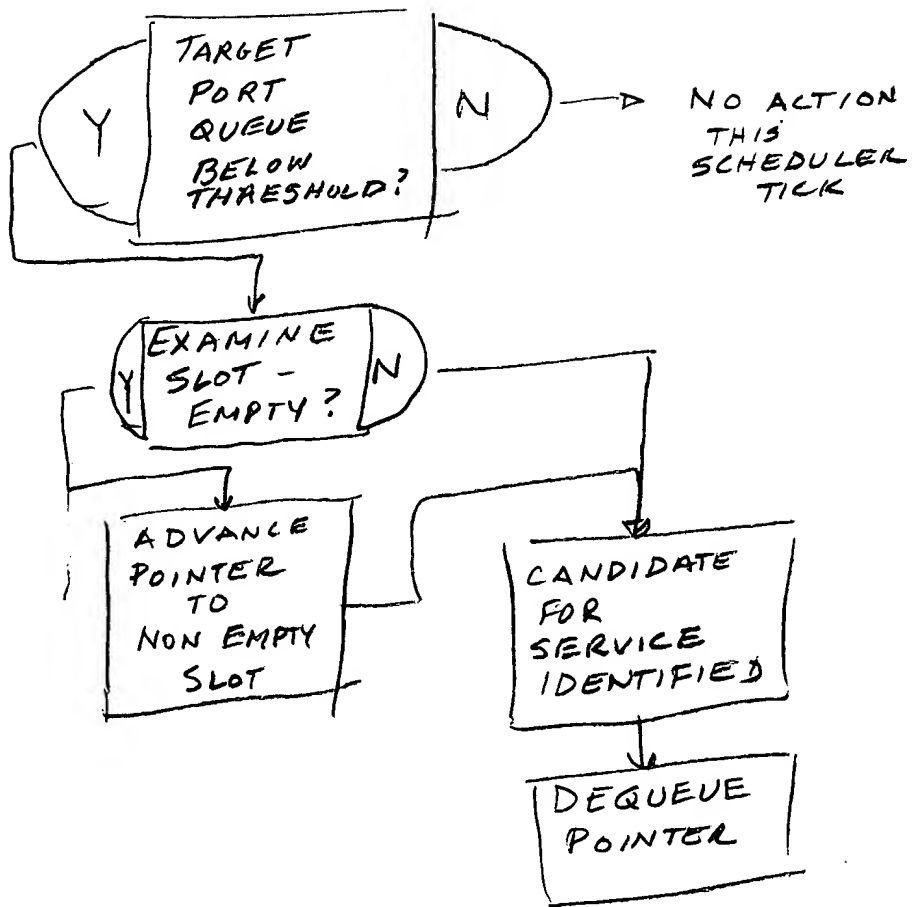 Y
TARGET
PORT
QUEUE
BELOW
THRESHOLD?
N
NO ACTION
THIS
SCHEDULER
TICK
Y
EXAMINE
SLOT -
EMPTY?
N
ADVANCE
POINTER
TO
NON EMPTY
SLOT
CANDIDATE
FOR
SERVICE
IDENTIFIED
DEQUEUE
POINTER